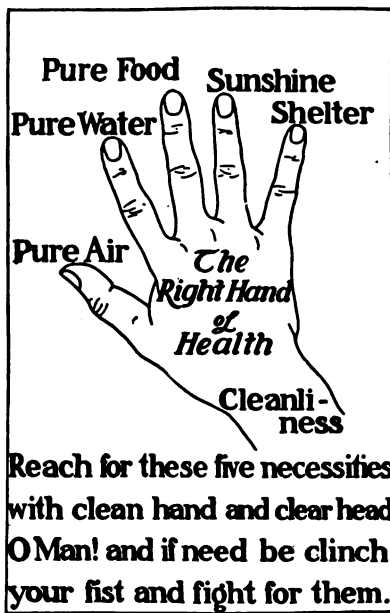 Pure Food
Sunshine
Pure Water
Shelter
Pure Air
The
Right Hand
of
Health
Cleanli-
ness
Reach for these five necessities
with clean hand and clear head
O Man! and if need be clinch
your fist and fight for them.